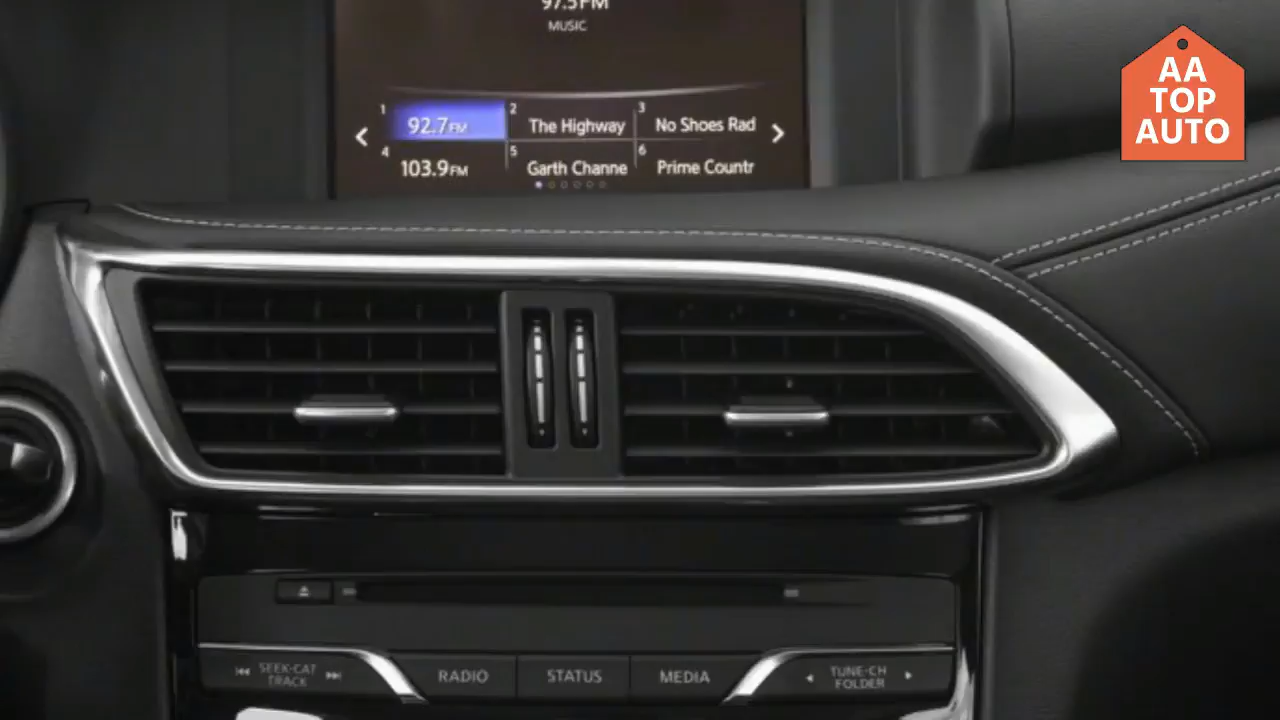 97.5FM
MUSIC
1 92.7FM 2 The Highway 3 No Shoes Rad
4 103.9FM 5 Garth Channe 6 Prime Countr
AA
TOP
AUTO
SEEK·CAT
TRACK
RADIO STATUS MEDIA
TUNE·CH
FOLDER